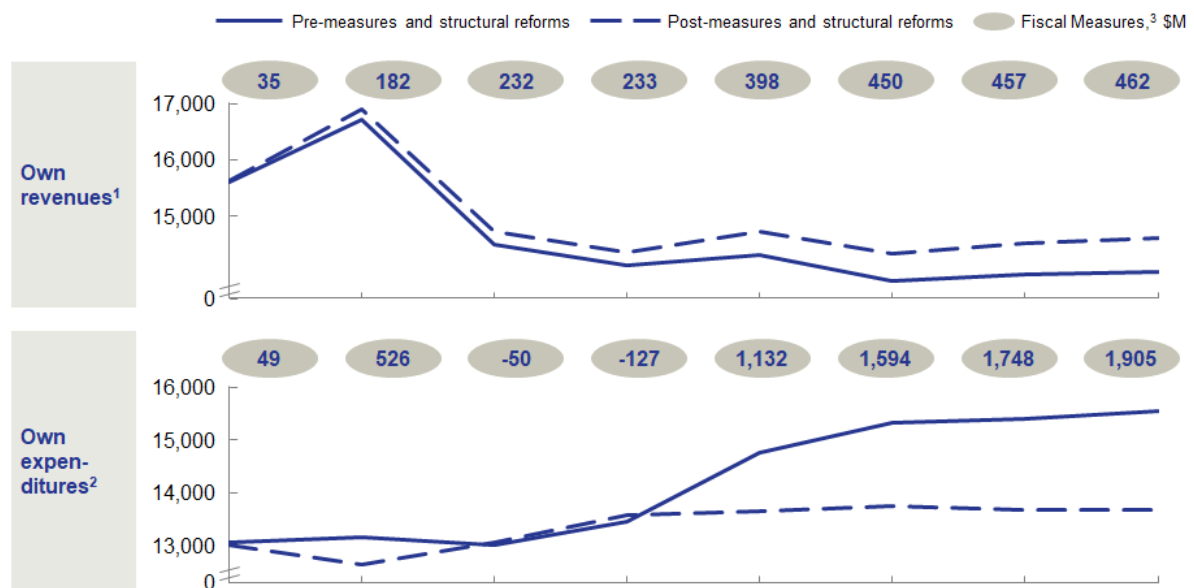 Pre-measures and structural reforms Post-measures and structural reforms Fiscal Measures,³ $M
35 182 232 233 398 450 457 462
17,000
16,000
Own
revenues¹
15,000
0
49 526 -50 -127 1,132 1,594 1,748 1,905
16,000
15,000
Own
expen-
ditures²
14,000
13,000
0